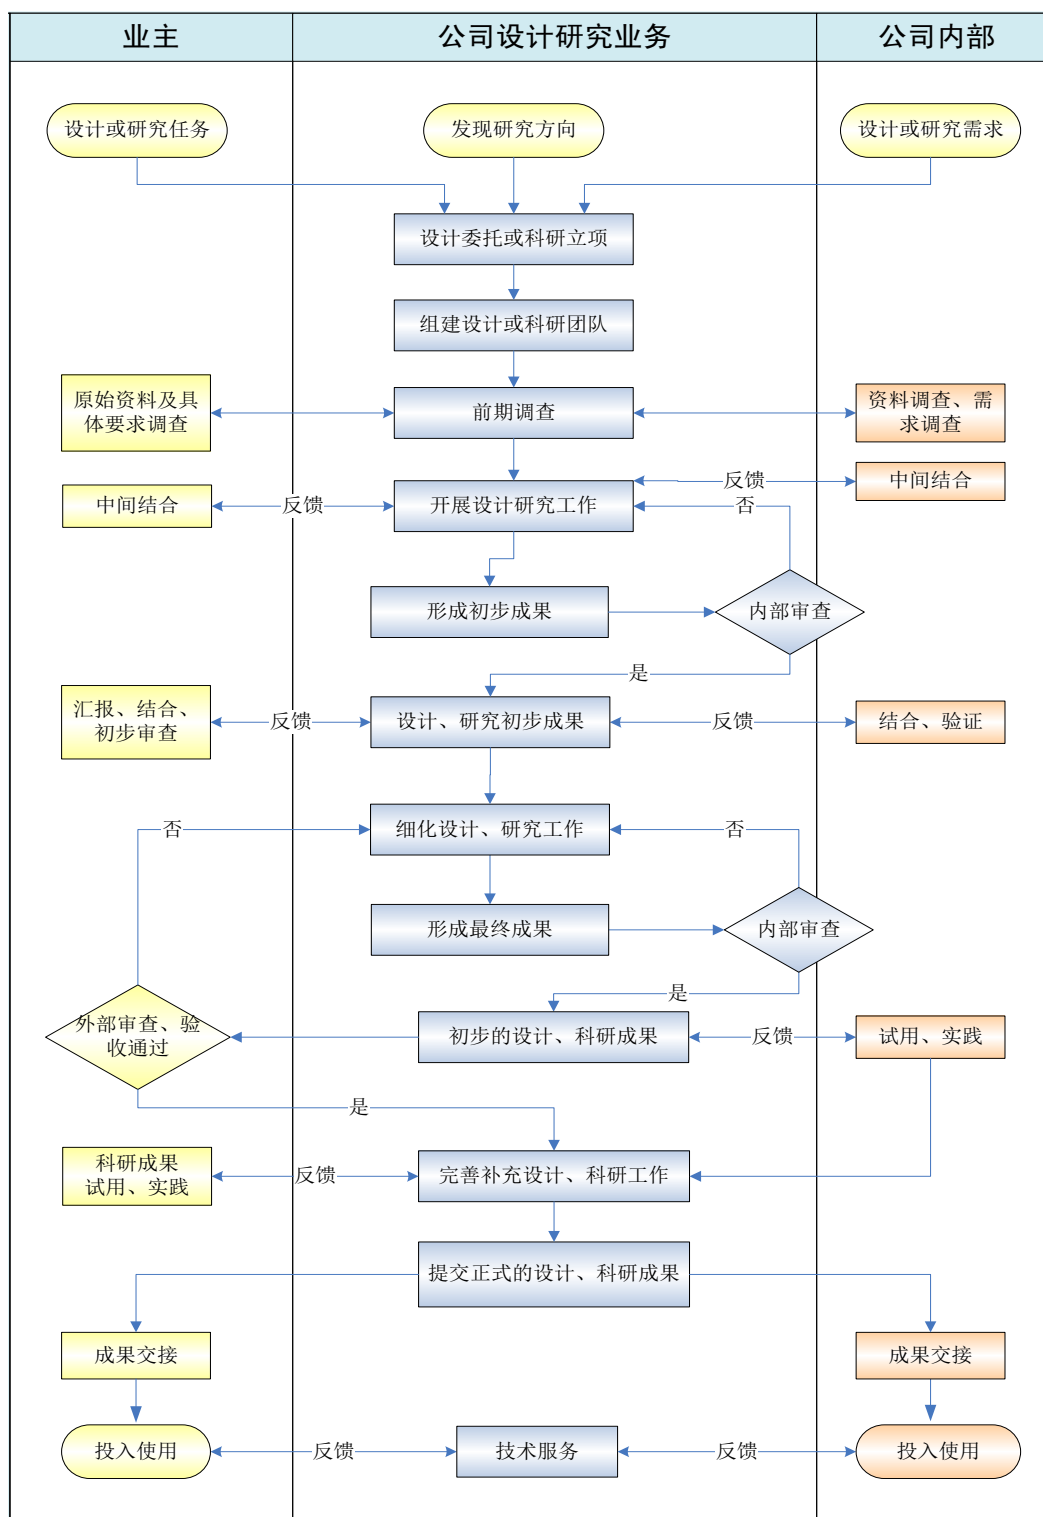 业主
公司设计研究业务
公司内部
设计或研究任务
发现研究方向
设计或研究需求
设计委托或科研立项
组建设计或科研团队
原始资料及具
体要求调查
前期调查
资料调查、需
求调查
反馈
中间结合
中间结合
反馈
开展设计研究工作
否
形成初步成果
内部审查
是
汇报、结合、
初步审查
反馈
设计、研究初步成果
反馈
结合、验证
否
细化设计、研究工作
否
形成最终成果
内部审查
是
外部审查、验
收通过
初步的设计、科研成果
反馈
试用、实践
是
科研成果
试用、实践
反馈
完善补充设计、科研工作
提交正式的设计、科研成果
成果交接
成果交接
投入使用
反馈
技术服务
反馈
投入使用